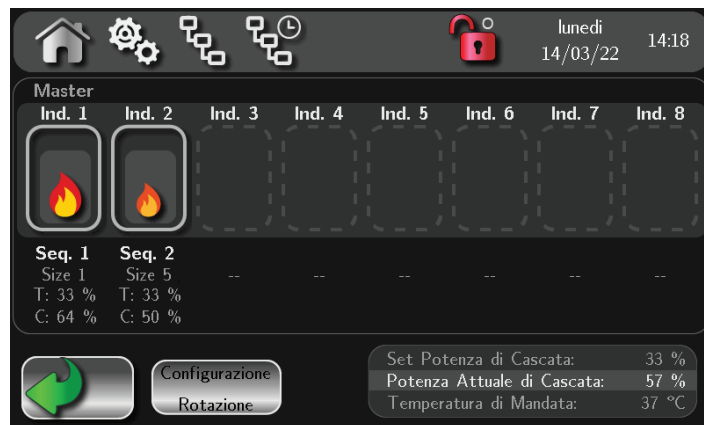 lunedi
14/03/22
14:18
Master
Ind. 1 Ind. 2 Ind. 3 Ind. 4 Ind. 5 Ind. 6 Ind. 7 Ind. 8
Seq. 1 Seq. 2
Size 1 Size 5 -- -- -- -- -- --
T: 33 % T: 33 %
C: 64 % C: 50 %
Configurazione
Rotazione
Set Potenza di Cascata: 33 %
Potenza Attuale di Cascata: 57 %
Temperatura di Mandata: 37 °C